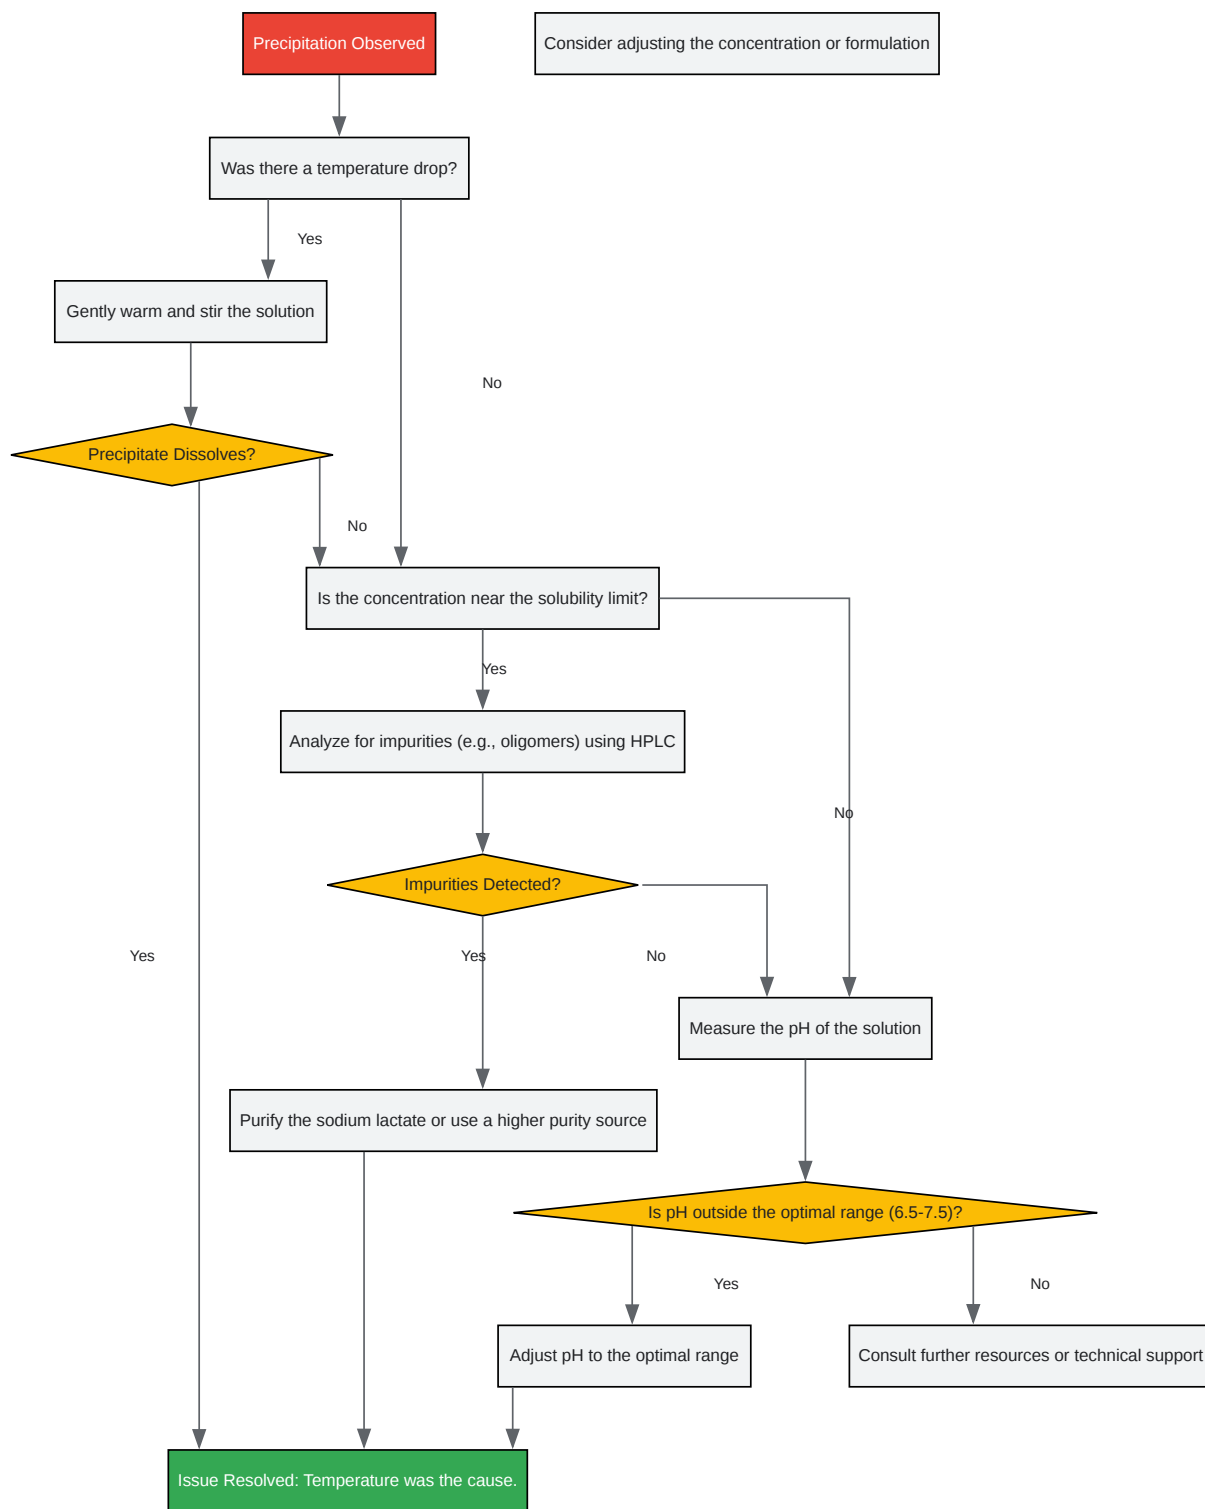 Precipitation Observed
Consider adjusting the concentration or formulation
Was there a temperature drop?
Yes
Gently warm and stir the solution
No
Precipitate Dissolves?
No
Is the concentration near the solubility limit?
Yes
Analyze for impurities (e.g., oligomers) using HPLC
No
Impurities Detected?
Yes
Yes
No
Measure the pH of the solution
Purify the sodium lactate or use a higher purity source
Is pH outside the optimal range (6.5-7.5)?
Yes
No
Adjust pH to the optimal range
Consult further resources or technical support
Issue Resolved: Temperature was the cause.